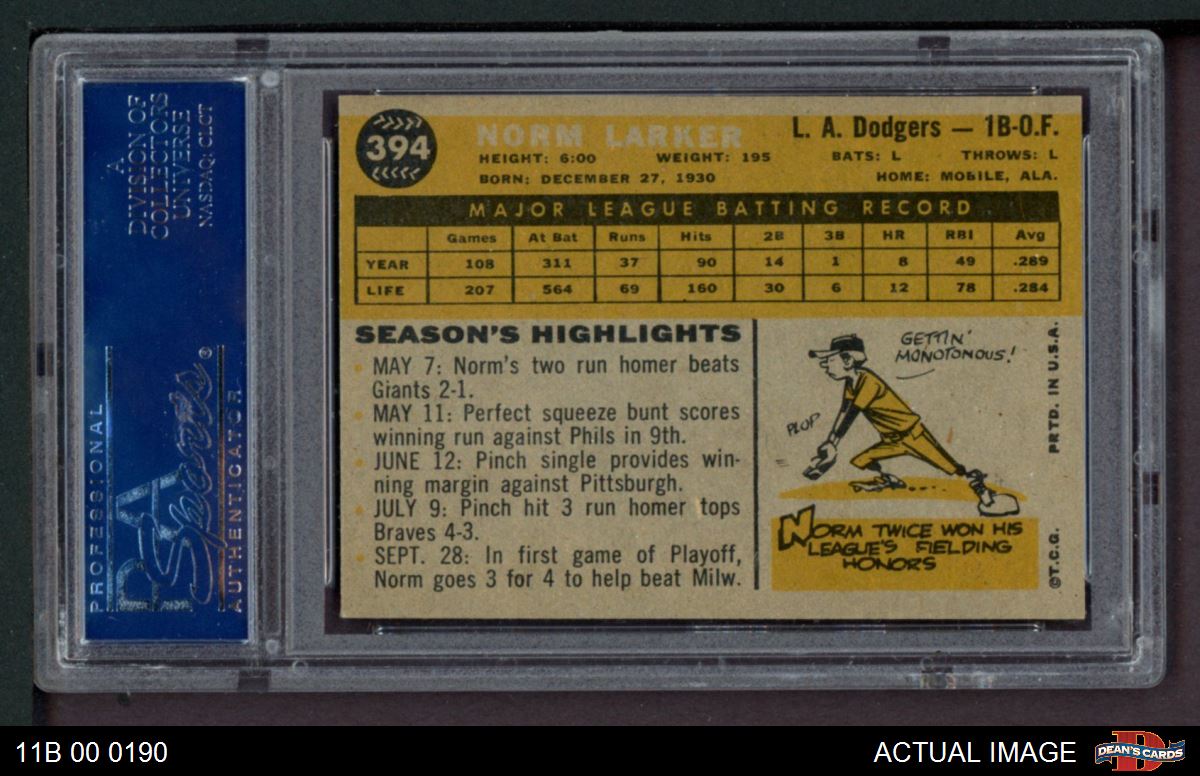 A
DIVISION OF
COLLECTORS
UNIVERSE
NASDAQ: CLCT
PROFESSIONAL
PSA
Sports®
AUTHENTICATOR
394
NORM LARKER
L. A. Dodgers — 1B-O.F.
HEIGHT: 6:00 WEIGHT: 195 BATS: L THROWS: L
BORN: DECEMBER 27, 1930 HOME: MOBILE, ALA.
MAJOR LEAGUE BATTING RECORD
Games At Bat Runs Hits 2B 3B HR RBI Avg
YEAR 108 311 37 90 14 1 8 49 .289
LIFE 207 564 69 160 30 6 12 78 .284
SEASON'S HIGHLIGHTS
• MAY 7: Norm's two run homer beats
Giants 2-1.
• MAY 11: Perfect squeeze bunt scores
winning run against Phils in 9th.
• JUNE 12: Pinch single provides win-
ning margin against Pittsburgh.
• JULY 9: Pinch hit 3 run homer tops
Braves 4-3.
• SEPT. 28: In first game of Playoff,
Norm goes 3 for 4 to help beat Milw.
GETTIN'
MONOTONOUS!
PLOP
NORM TWICE WON HIS
LEAGUE'S FIELDING
HONORS
©T.C.G. PRTD. IN U.S.A.
11B 00 0190
ACTUAL IMAGE
DEAN'S CARDS